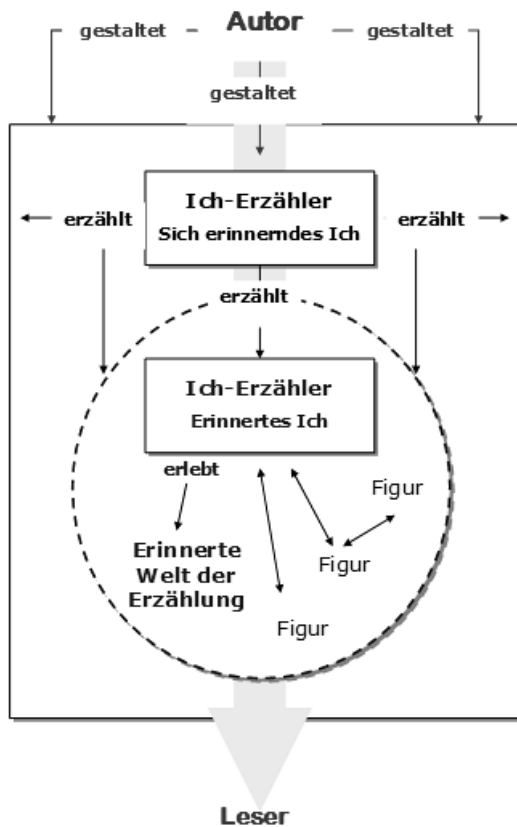 Autor
gestaltet
gestaltet
gestaltet
Ich-Erzähler
Sich erinnerndes Ich
erzählt
erzählt
erzählt
Ich-Erzähler
Erinnertes Ich
erlebt
Erinnerte
Welt der
Erzählung
Figur
Figur
Figur
Leser